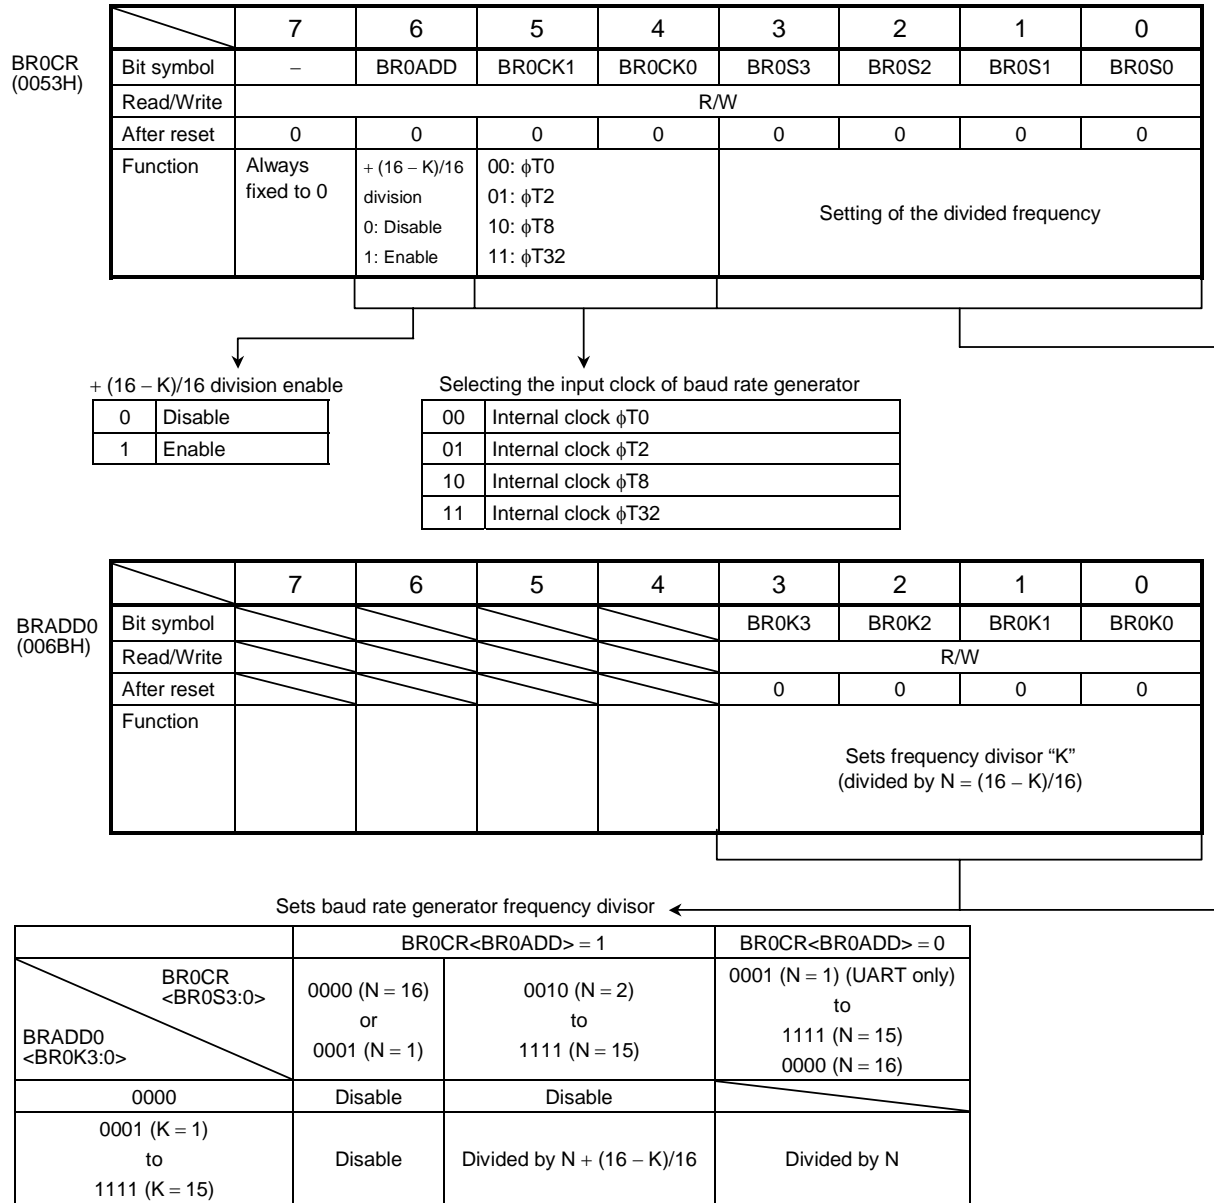 7 6 5 4 3 2 1 0
BR0CR
(0053H)
Bit symbol – BR0ADD BR0CK1 BR0CK0 BR0S3 BR0S2 BR0S1 BR0S0
Read/Write R/W
After reset 0 0 0 0 0 0 0 0
Function
Always
fixed to 0
+ (16 – K)/16
division
0: Disable
1: Enable
00: φT0
01: φT2
10: φT8
11: φT32
Setting of the divided frequency
+ (16 – K)/16 division enable
0 Disable
1 Enable
Selecting the input clock of baud rate generator
00 Internal clock φT0
01 Internal clock φT2
10 Internal clock φT8
11 Internal clock φT32
7 6 5 4 3 2 1 0
BRADD0
(006BH)
Bit symbol BR0K3 BR0K2 BR0K1 BR0K0
Read/Write R/W
After reset 0 0 0 0
Function
Sets frequency divisor “K”
(divided by N = (16 – K)/16)
Sets baud rate generator frequency divisor
BR0CR<BR0ADD> = 1 BR0CR<BR0ADD> = 0
BR0CR
<BR0S3:0>
BRADD0
<BR0K3:0>
0000 (N = 16)
or
0001 (N = 1)
0010 (N = 2)
to
1111 (N = 15)
0001 (N = 1) (UART only)
to
1111 (N = 15)
0000 (N = 16)
0000 Disable Disable
0001 (K = 1)
to
1111 (K = 15)
Disable
Divided by N + (16 – K)/16
Divided by N